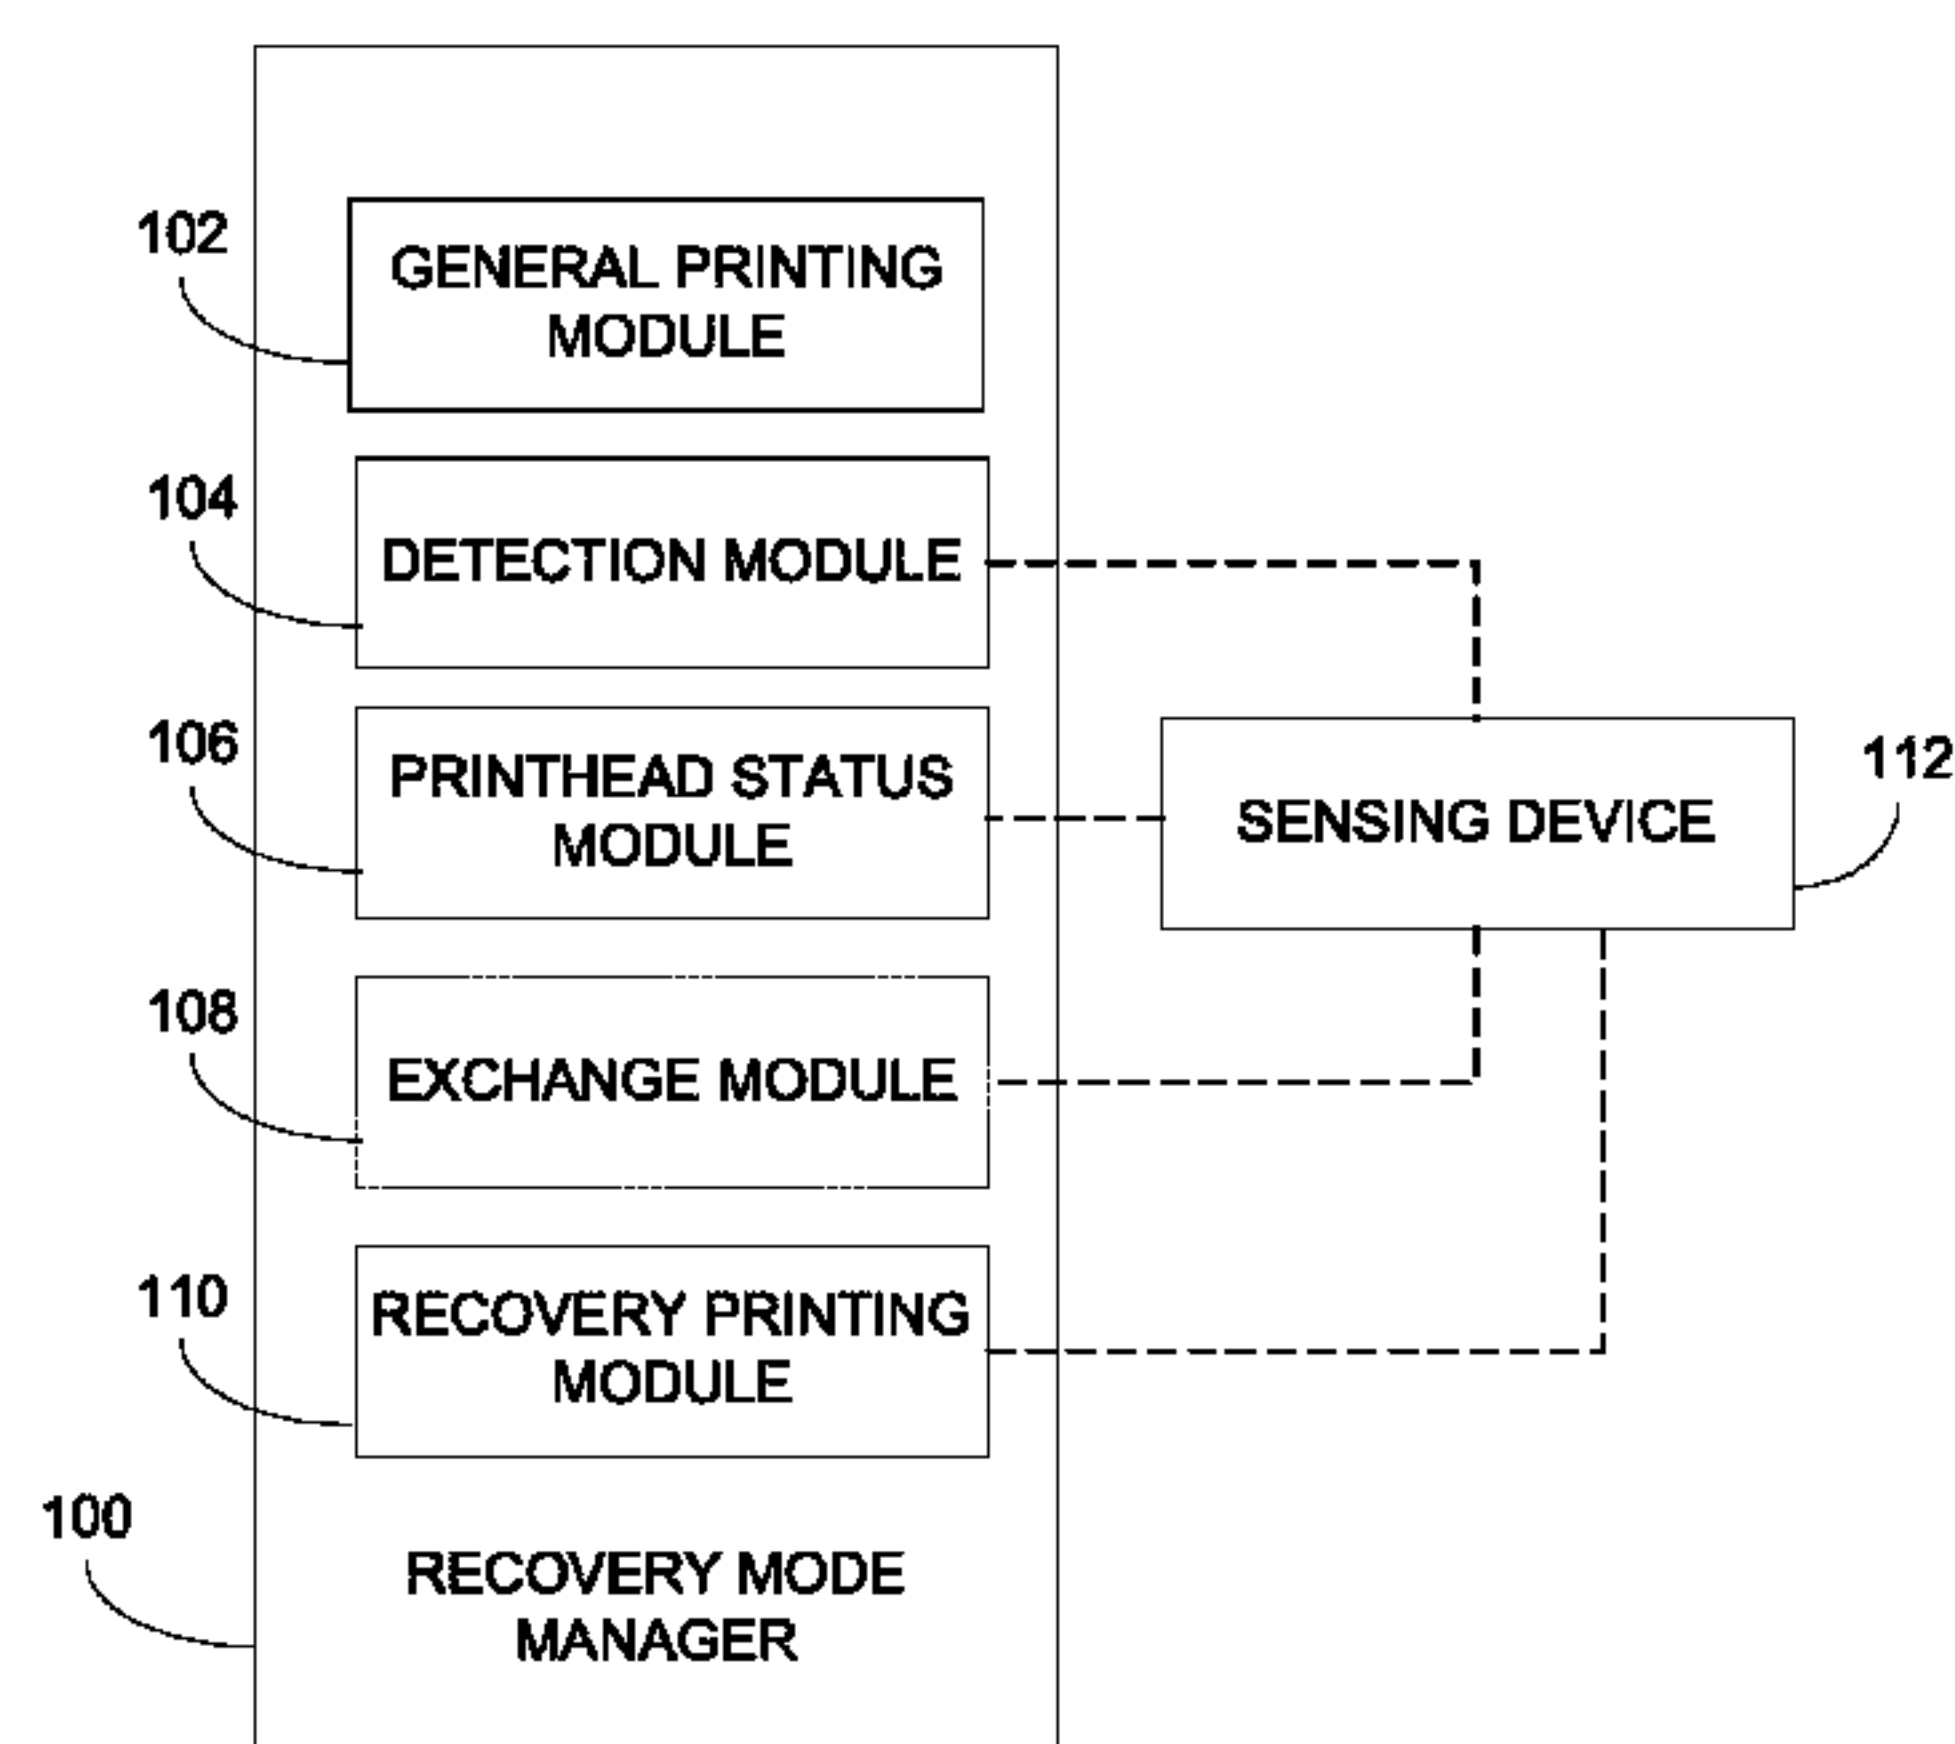 102
GENERAL PRINTING
MODULE
104
DETECTION MODULE
106
PRINTHEAD STATUS
MODULE
112
SENSING DEVICE
108
EXCHANGE MODULE
110
RECOVERY PRINTING
MODULE
100
RECOVERY MODE
MANAGER